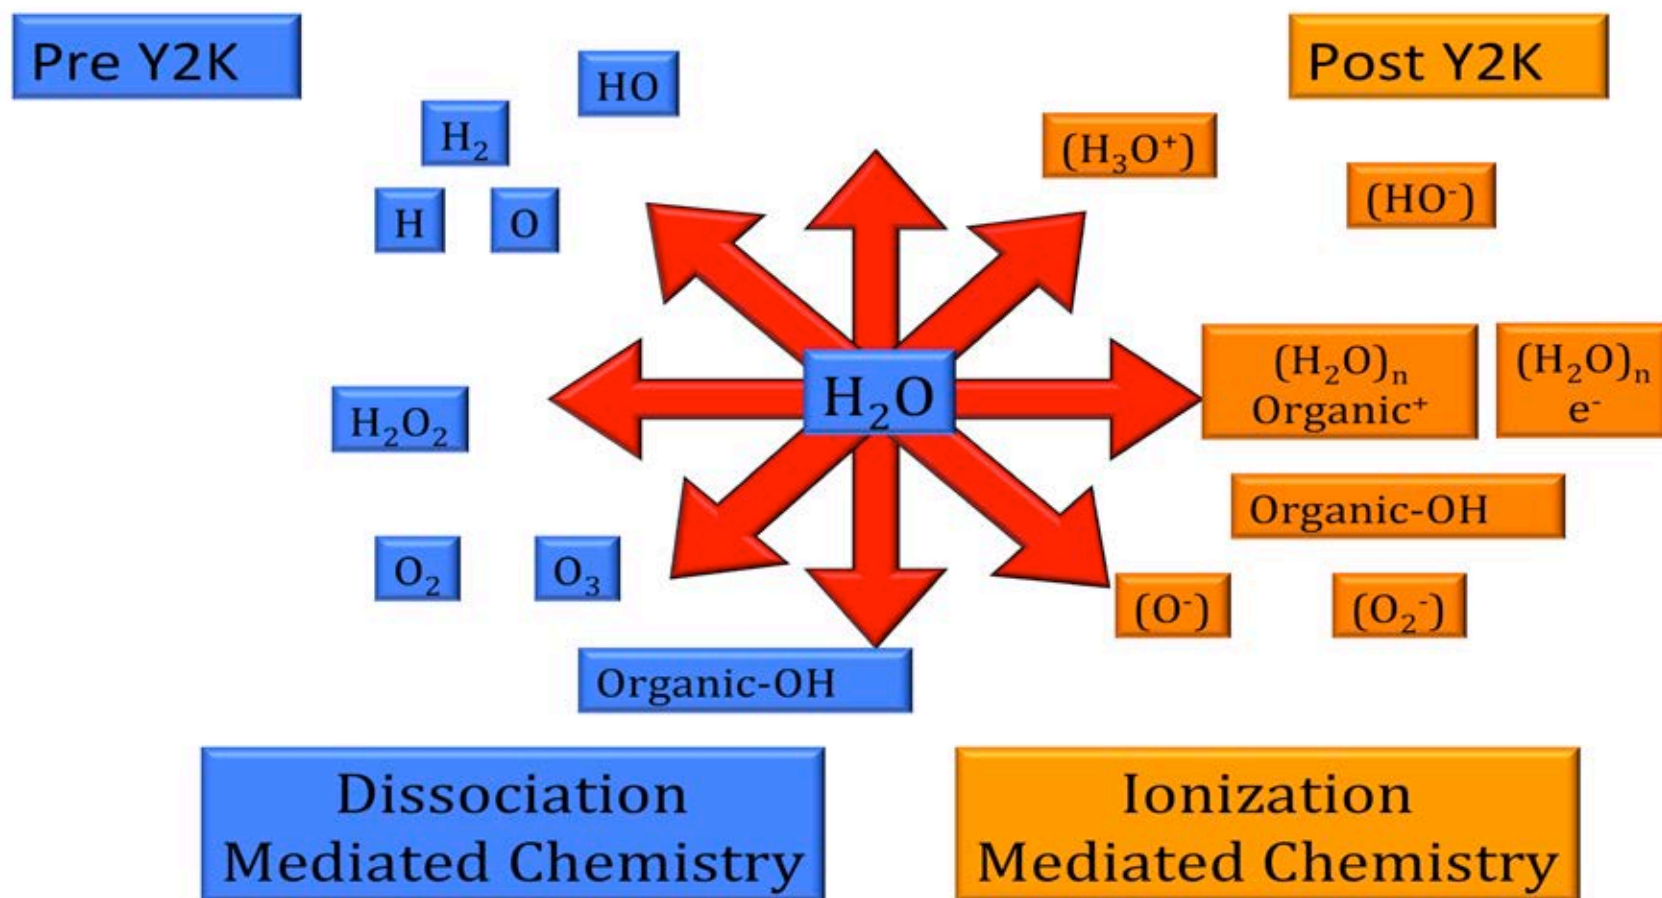 Pre Y2K
Post Y2K
HO
H₂
(H₃O⁺)
(HO⁻)
H
O
H₂O
(H₂O)ₙ
Organic⁺
(H₂O)ₙ
e⁻
H₂O₂
Organic-OH
O₂
O₃
(O⁻)
(O₂⁻)
Organic-OH
Dissociation
Mediated Chemistry
Ionization
Mediated Chemistry